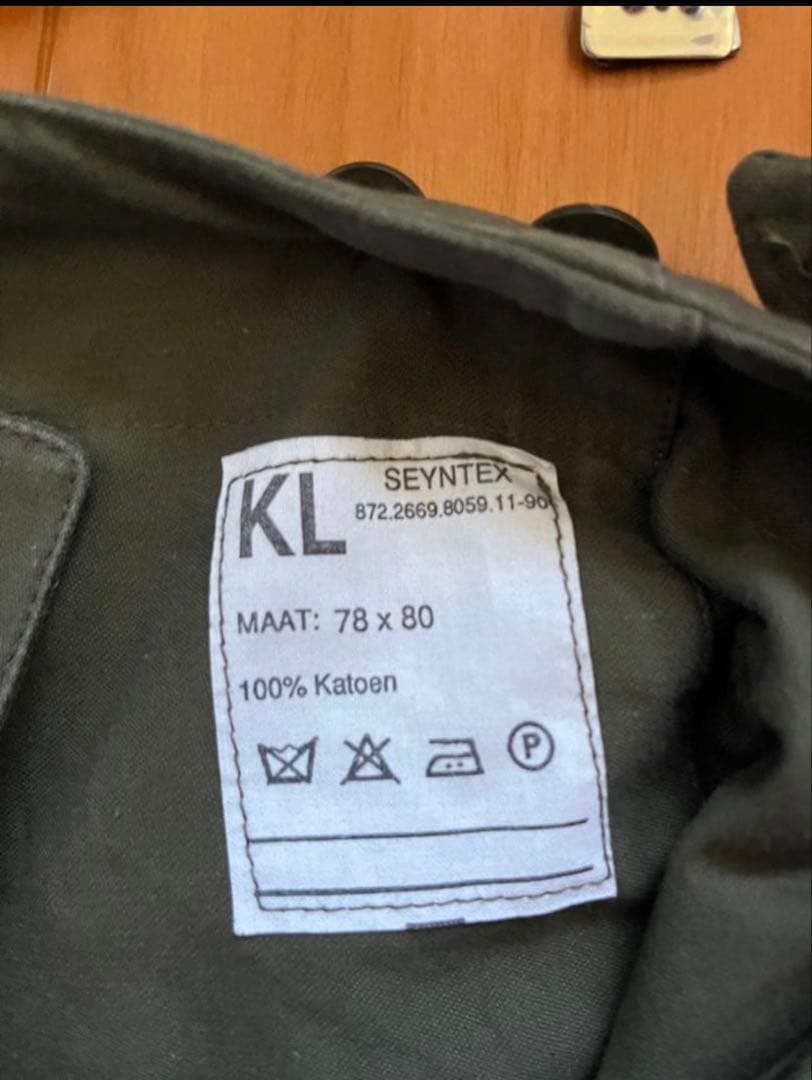 KL
SEYNTEX
872.2669.8059.11-90
MAAT: 78 x 80
100% Katoen
P